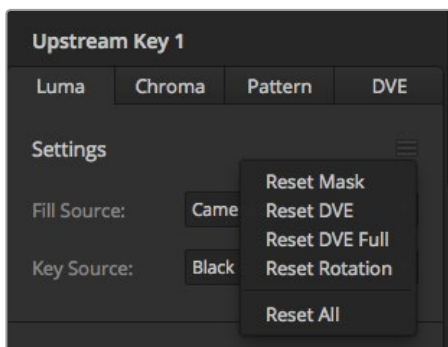 Upstream Key 1
Luma Chroma Pattern DVE
Settings
Reset Mask
Fill Source: Came Reset DVE
Reset DVE Full
Key Source: Black Reset Rotation
Reset All